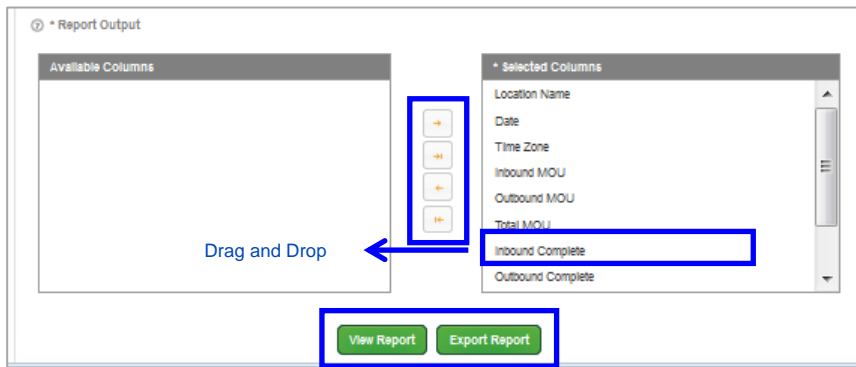 ? * Report Output
Available Columns
* Selected Columns
Location Name
Date
Time Zone
Inbound MOU
Outbound MOU
Total MOU
Drag and Drop
Inbound Complete
Outbound Complete
View Report
Export Report